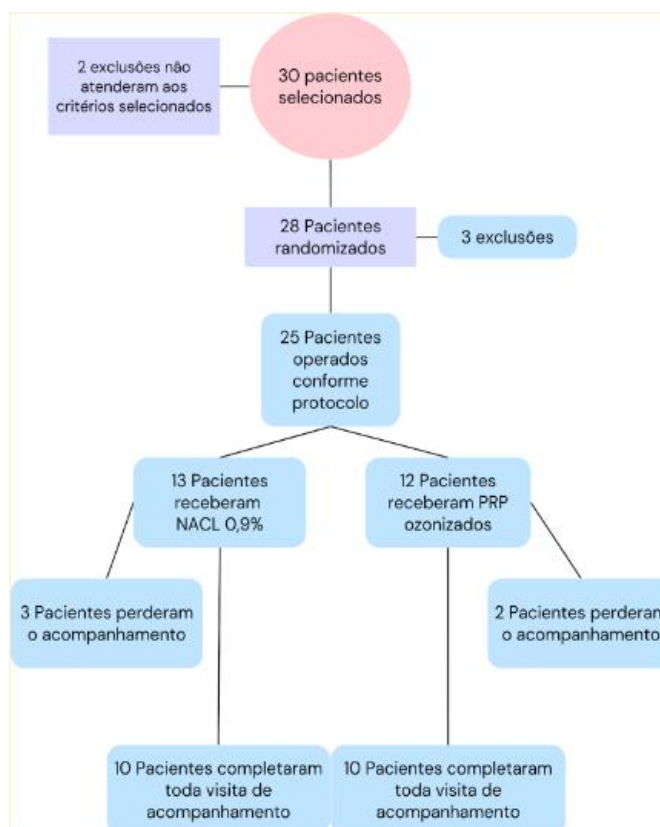 2 exclusões não
atenderam aos
critérios selecionados
30 pacientes
selecionados
28 Pacientes
randomizados
3 exclusões
25 Pacientes
operados
conforme
protocolo
13 Pacientes
receberam
NACL 0,9%
12 Pacientes
receberam PRP
ozonizados
3 Pacientes perderam
o acompanhamento
2 Pacientes perderam
o acompanhamento
10 Pacientes completaram
toda visita de
acompanhamento
10 Pacientes completaram
toda visita de
acompanhamento